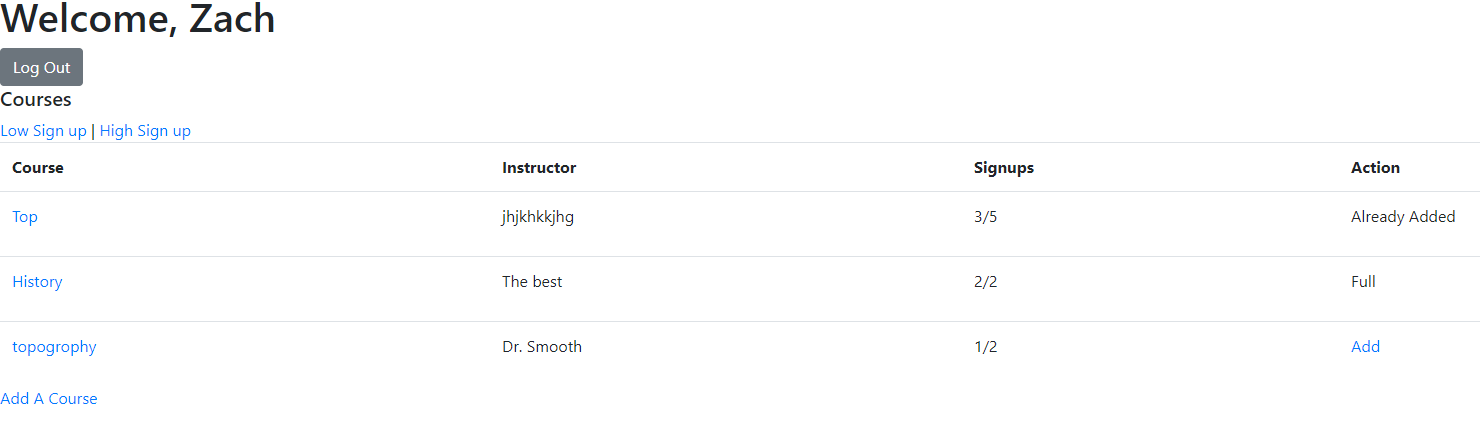 Welcome, Zach
Log Out
Courses
Low Sign up | High Sign up
Course Instructor Signups Action
Top jhjkhkkjhg 3/5 Already Added
History The best 2/2 Full
topogrophy Dr. Smooth 1/2 Add
Add A Course